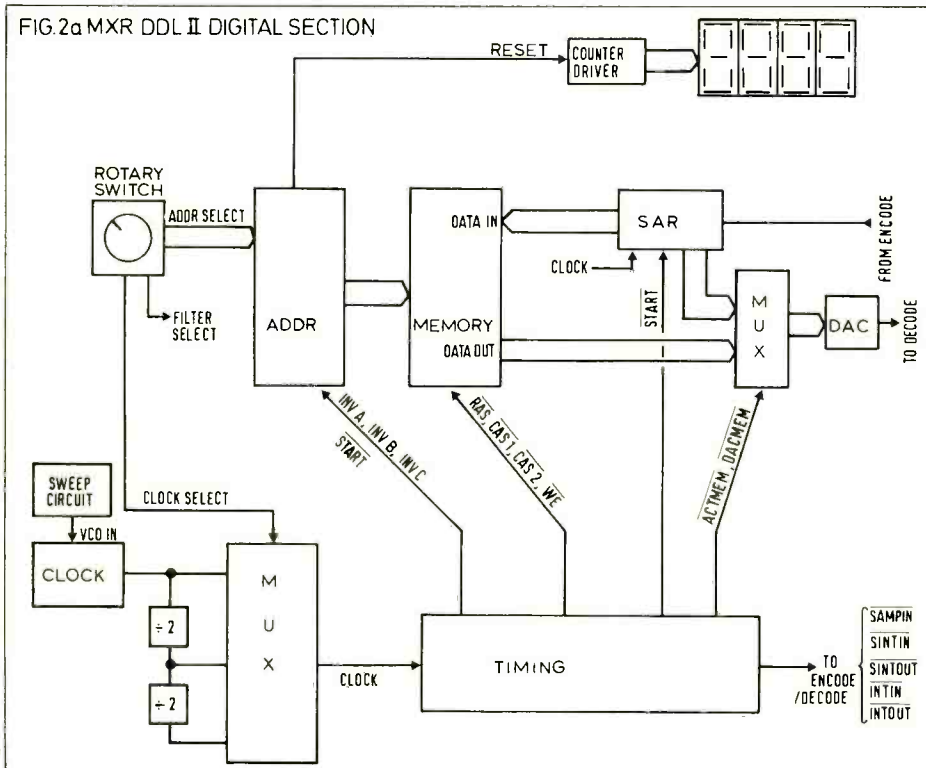 FIG.2a MXR DDL II DIGITAL SECTION
RESET
COUNTER
DRIVER
ROTARY
SWITCH
ADDR SELECT
FILTER
SELECT
ADDR
DATA IN
MEMORY
DATA OUT
SAR
CLOCK
START
FROM ENCODE
M
U
X
DAC
TO DECODE
INV A, INV B, INV C
START
RAS, CAS 1, CAS 2, WE
ACTMEM, DACMEM
SWEEP
CIRCUIT
VCO IN
CLOCK SELECT
CLOCK
÷ 2
÷ 2
M
U
X
CLOCK
TIMING
TO
ENCODE
/DECODE
SAMPIN
SINTIN
SINTOUT
INTIN
INTOUT